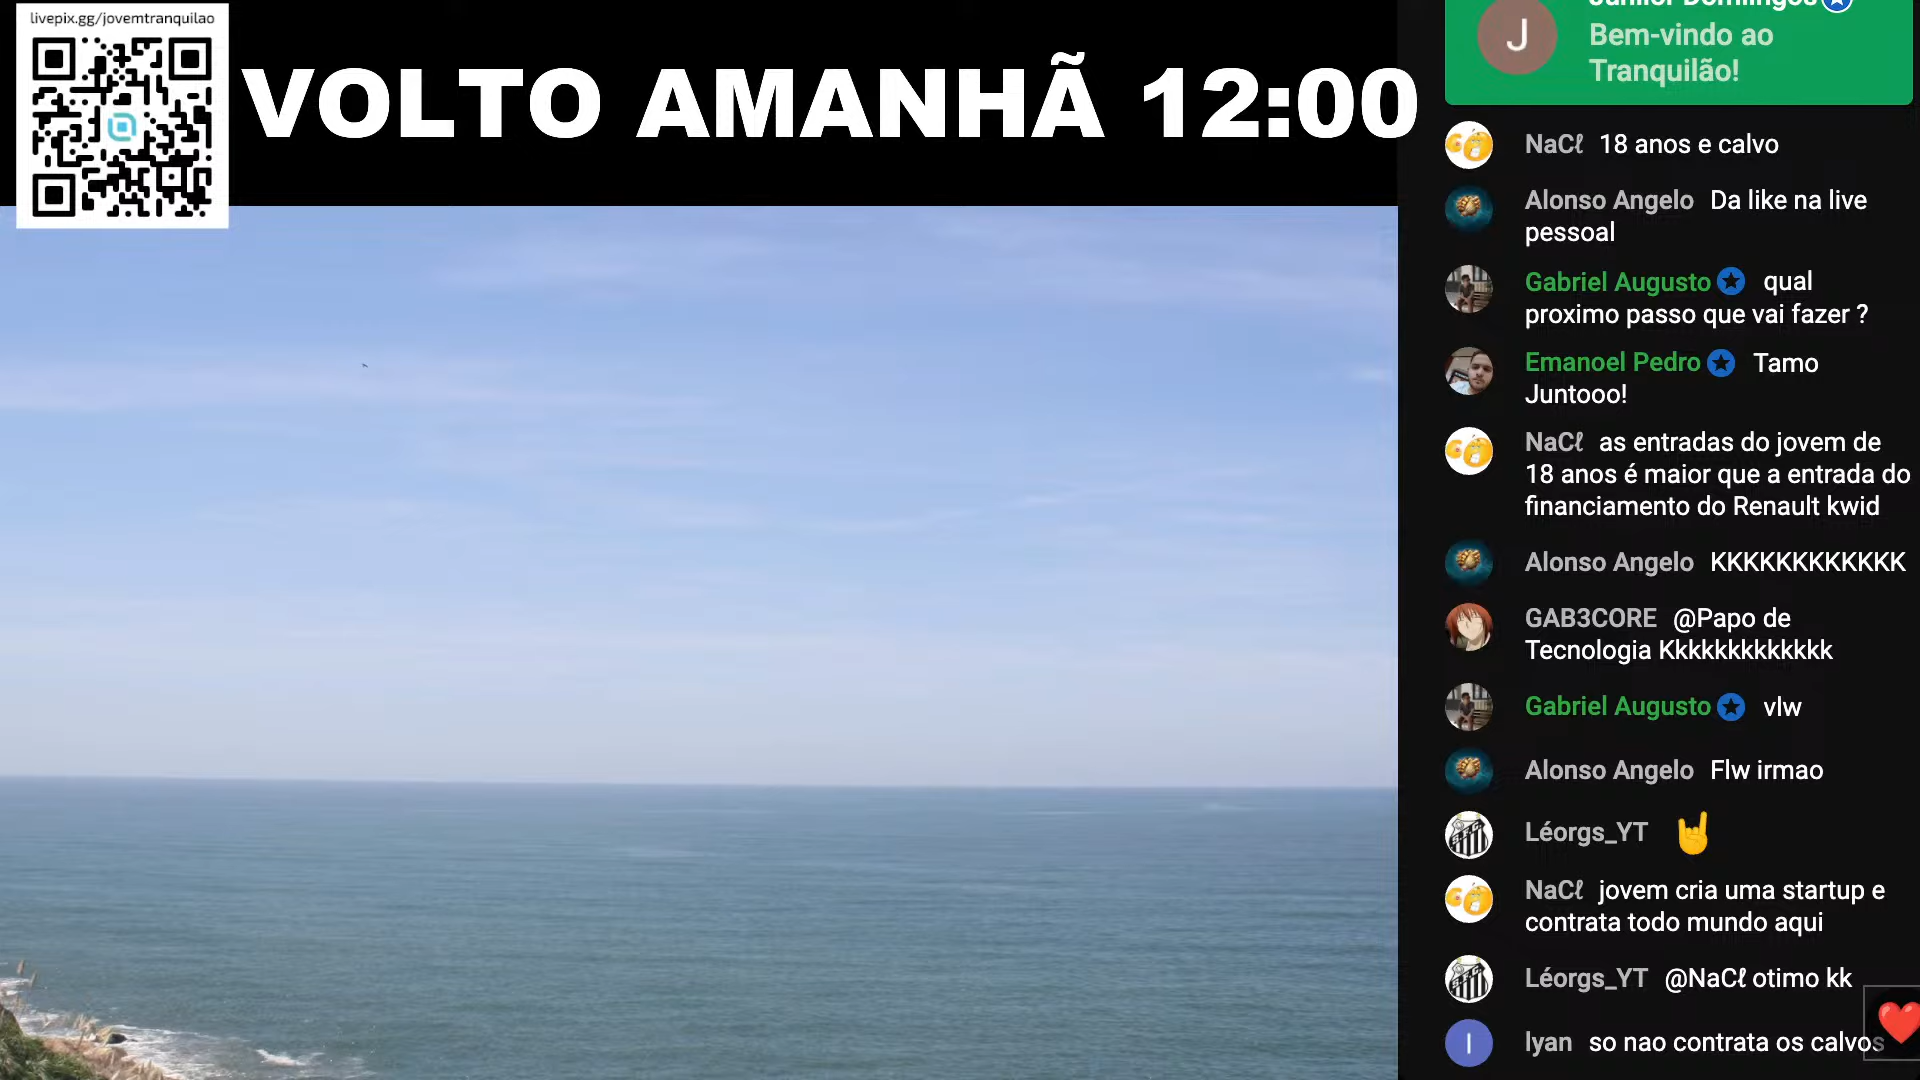 livepix.gg/jovemtranquilao
VOLTO AMANHÃ 12:00
J
Bem-vindo ao
Tranquilão!
NaCℓ 18 anos e calvo
Alonso Angelo Da like na live
pessoal
Gabriel Augusto qual
proximo passo que vai fazer ?
Emanoel Pedro Tamo
Juntooo!
NaCℓ as entradas do jovem de
18 anos é maior que a entrada do
financiamento do Renault kwid
Alonso Angelo KKKKKKKKKKKK
GAB3CORE @Papo de
Tecnologia Kkkkkkkkkkkkk
Gabriel Augusto vlw
Alonso Angelo Flw irmao
Léorgs_YT 🤘
NaCℓ jovem cria uma startup e
contrata todo mundo aqui
Léorgs_YT @NaCℓ otimo kk
I
Iyan so nao contrata os calvos